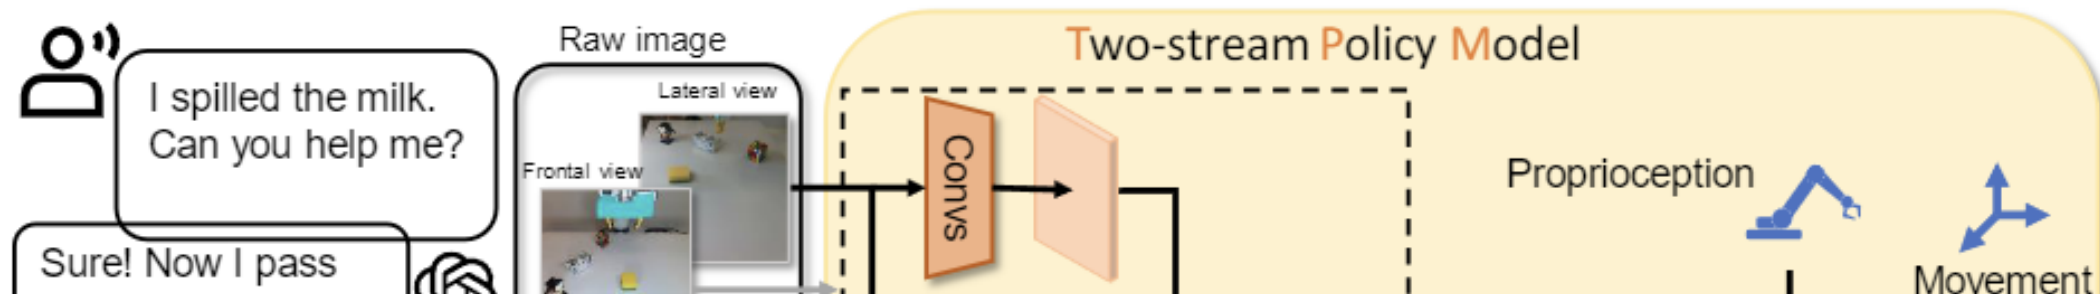 I spilled the milk.
Can you help me?
Sure! Now I pass
Raw image
Lateral view
Frontal view
Two-stream Policy Model
Convs
Proprioception
Movement